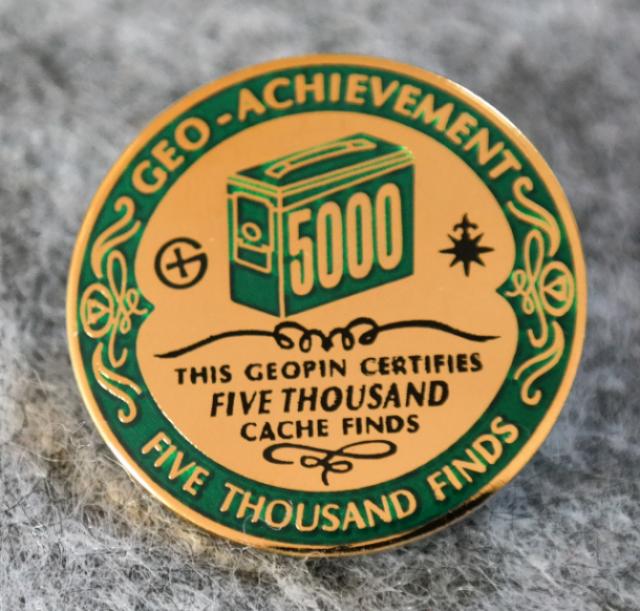 GEO-ACHIEVEMENT
5000
THIS GEOPIN CERTIFIES
FIVE THOUSAND
CACHE FINDS
FIVE THOUSAND FINDS